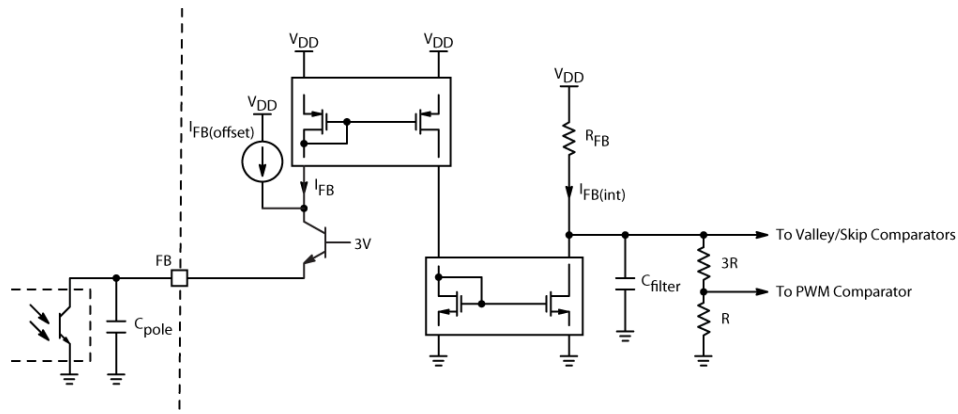 VDD
VDD
VDD
VDD
IFB(offset)
RFB
IFB
IFB(int)
3V
To Valley/Skip Comparators
FB
3R
Cfilter
To PWM Comparator
Cpole
R